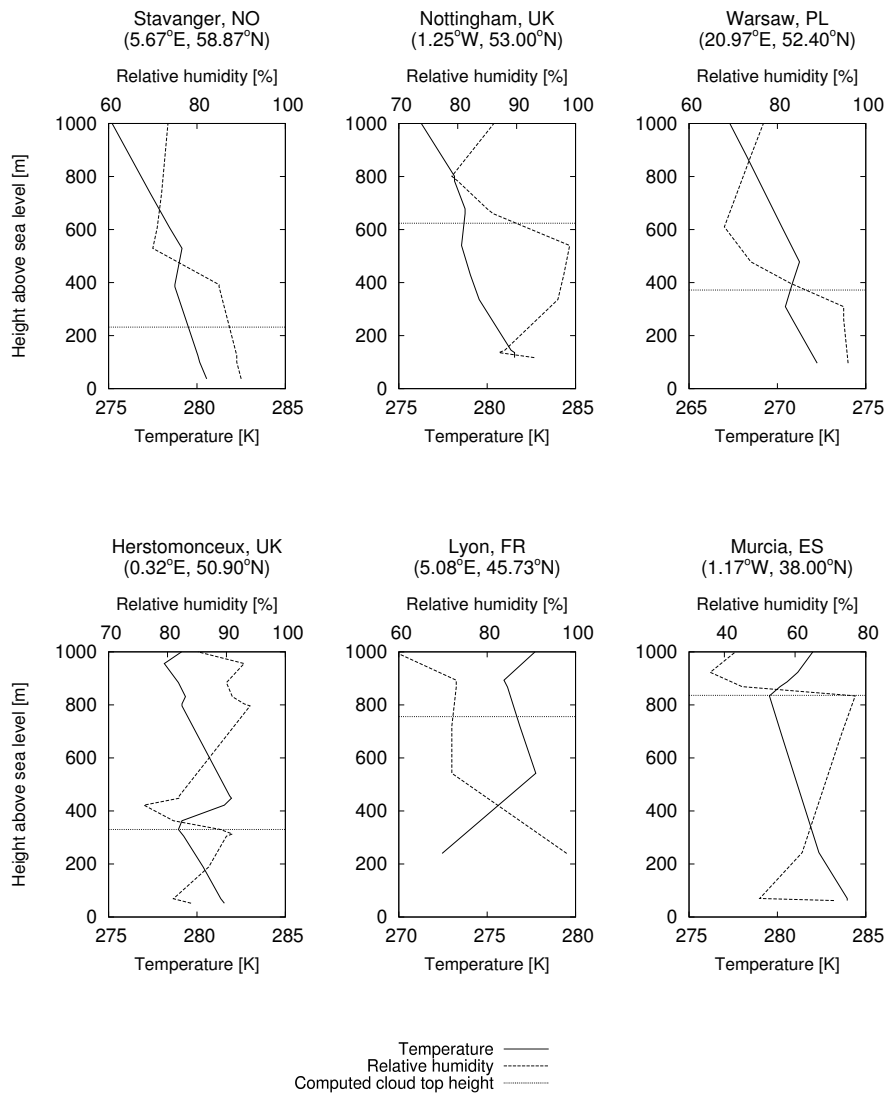 Stavanger, NO
(5.67°E, 58.87°N)
Relative humidity [%]
60 80 100
1000
800
600
400
200
0
Height above sea level [m]
275 280 285
Temperature [K]
Nottingham, UK
(1.25°W, 53.00°N)
Relative humidity [%]
70 80 90 100
1000
800
600
400
200
0
275 280 285
Temperature [K]
Warsaw, PL
(20.97°E, 52.40°N)
Relative humidity [%]
60 80 100
1000
800
600
400
200
0
265 270 275
Temperature [K]
Herstomonceux, UK
(0.32°E, 50.90°N)
Relative humidity [%]
70 80 90 100
1000
800
600
400
200
0
Height above sea level [m]
275 280 285
Temperature [K]
Lyon, FR
(5.08°E, 45.73°N)
Relative humidity [%]
60 80 100
1000
800
600
400
200
0
270 275 280
Temperature [K]
Murcia, ES
(1.17°W, 38.00°N)
Relative humidity [%]
40 60 80
1000
800
600
400
200
0
275 280 285
Temperature [K]
Temperature
Relative humidity
Computed cloud top height